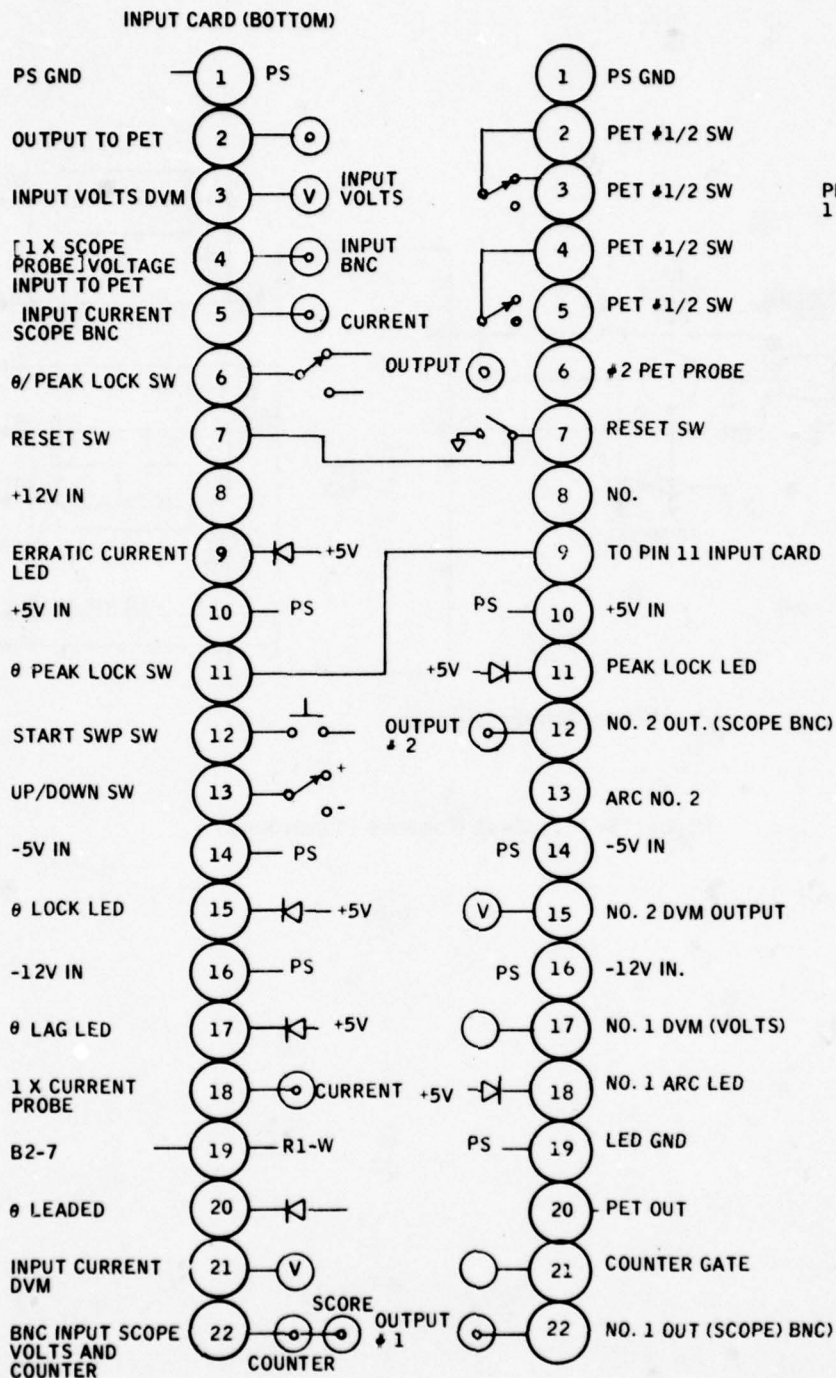 INPUT CARD (BOTTOM)
PS GND 1 PS
OUTPUT TO PET 2
INPUT VOLTS DVM 3 V INPUT
VOLTS
[1 X SCOPE
PROBE] VOLTAGE
INPUT TO PET 4 INPUT
BNC
INPUT CURRENT
SCOPE BNC 5 CURRENT
θ/PEAK LOCK SW 6
RESET SW 7
+12V IN 8
ERRATIC CURRENT
LED 9 +5V
+5V IN 10 PS
θ PEAK LOCK SW 11
START SWP SW 12
UP/DOWN SW 13 + -
-5V IN 14 PS
θ LOCK LED 15 +5V
-12V IN 16 PS
θ LAG LED 17 +5V
1 X CURRENT
PROBE 18 CURRENT
B2-7 19 R1-W
θ LEADED 20
INPUT CURRENT
DVM 21 V
BNC INPUT SCOPE
VOLTS AND
COUNTER 22 COUNTER SCORE
1 PS GND
2 PET #1/2 SW
3 PET #1/2 SW
4 PET #1/2 SW
5 PET #1/2 SW
OUTPUT 6 #2 PET PROBE
7 RESET SW
8 NO.
9 TO PIN 11 INPUT CARD
PS 10 +5V IN
+5V 11 PEAK LOCK LED
OUTPUT
# 2 12 NO. 2 OUT. (SCOPE BNC)
13 ARC NO. 2
PS 14 -5V IN
V 15 NO. 2 DVM OUTPUT
PS 16 -12V IN.
17 NO. 1 DVM (VOLTS)
+5V 18 NO. 1 ARC LED
PS 19 LED GND
20 PET OUT
21 COUNTER GATE
OUTPUT
# 1 22 NO. 1 OUT (SCOPE) BNC)
1